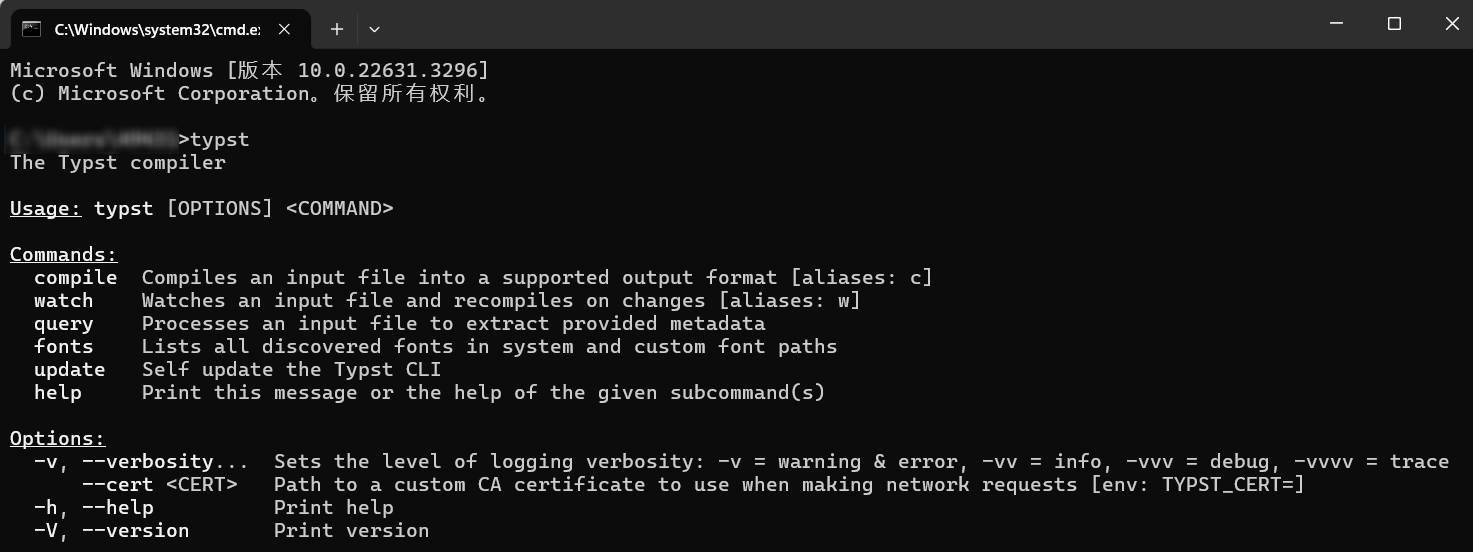 C:\Windows\system32\cmd.e:
Microsoft Windows [版本 10.0.22631.3296]
(c) Microsoft Corporation。保留所有权利。
>typst
The Typst compiler
Usage: typst [OPTIONS] <COMMAND>
Commands:
compile Compiles an input file into a supported output format [aliases: c]
watch Watches an input file and recompiles on changes [aliases: w]
query Processes an input file to extract provided metadata
fonts Lists all discovered fonts in system and custom font paths
update Self update the Typst CLI
help Print this message or the help of the given subcommand(s)
Options:
-v, --verbosity... Sets the level of logging verbosity: -v = warning & error, -vv = info, -vvv = debug, -vvvv = trace
--cert <CERT> Path to a custom CA certificate to use when making network requests [env: TYPST_CERT=]
-h, --help Print help
-V, --version Print version